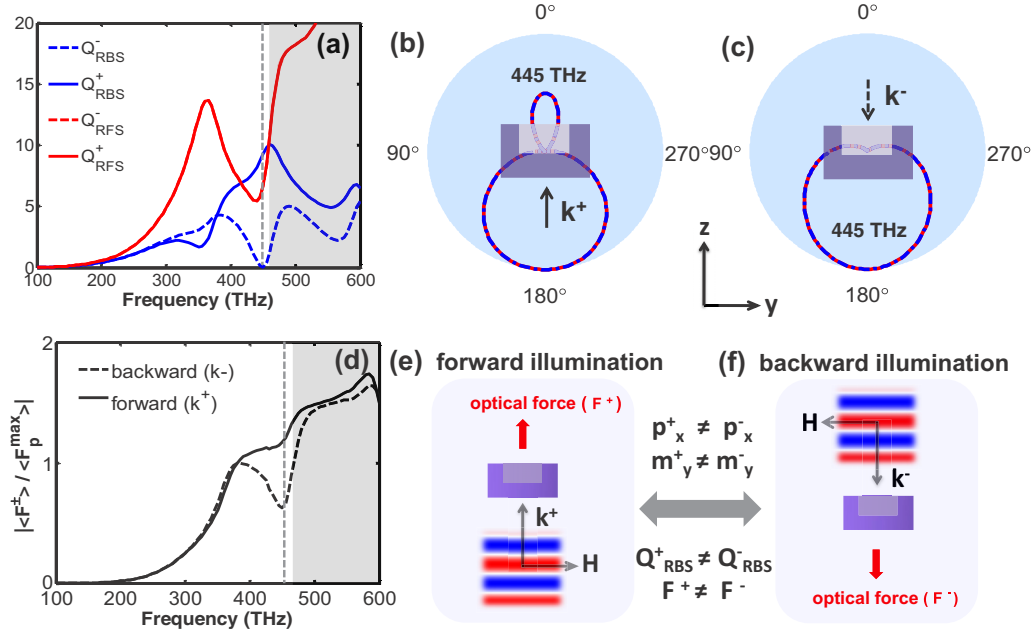 (a)
Q⁻RBS
Q⁺RBS
Q⁻RFS
Q⁺RFS
20
15
10
5
0
100 200 300 400 500 600
Frequency (THz)
(b)
0°
445 THz
90°
270°
k⁺
180°
(c)
0°
k⁻
90°
270°
445 THz
180°
z
y
(d)
backward (k-)
forward (k⁺)
|<F±> / <Fpmax>|
2
1
0
100 200 300 400 500 600
Frequency (THz)
(e) forward illumination
optical force ( F⁺)
k⁺
H
p⁺x ≠ p⁻x
m⁺y ≠ m⁻y
Q⁺RBS ≠ Q⁻RBS
F⁺ ≠ F⁻
(f) backward illumination
H
k⁻
optical force ( F⁻)